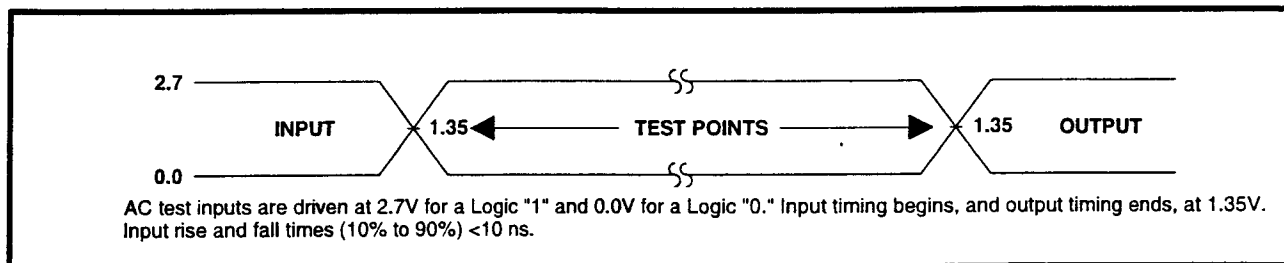 2.7
INPUT 1.35 TEST POINTS 1.35 OUTPUT
0.0
AC test inputs are driven at 2.7V for a Logic "1" and 0.0V for a Logic "0." Input timing begins, and output timing ends, at 1.35V.
Input rise and fall times (10% to 90%) <10 ns.